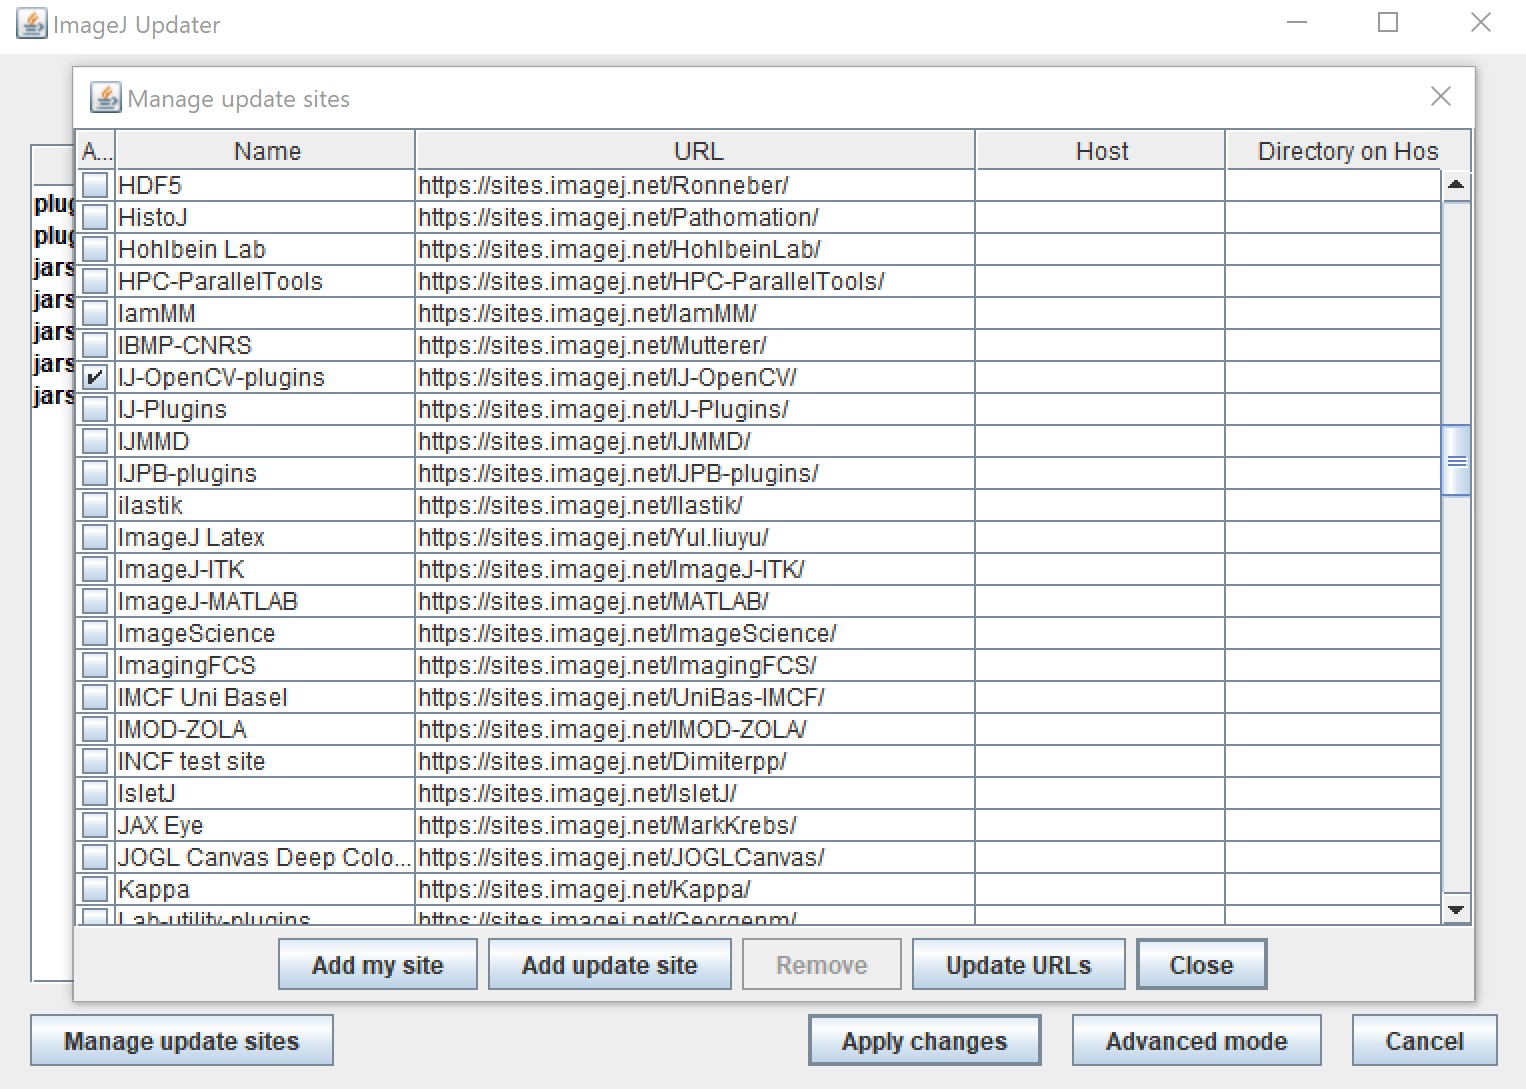 ImageJ Updater
Manage update sites
A... Name URL Host Directory on Hos
HDF5 https://sites.imagej.net/Ronneber/
HistoJ https://sites.imagej.net/Pathomation/
Hohlbein Lab https://sites.imagej.net/HohlbeinLab/
HPC-ParallelTools https://sites.imagej.net/HPC-ParallelTools/
IamMM https://sites.imagej.net/IamMM/
IBMP-CNRS https://sites.imagej.net/Mutterer/
IJ-OpenCV-plugins https://sites.imagej.net/IJ-OpenCV/
IJ-Plugins https://sites.imagej.net/IJ-Plugins/
IJMMD https://sites.imagej.net/IJMMD/
IJPB-plugins https://sites.imagej.net/IJPB-plugins/
ilastik https://sites.imagej.net/Ilastik/
ImageJ Latex https://sites.imagej.net/Yul.liuyu/
ImageJ-ITK https://sites.imagej.net/ImageJ-ITK/
ImageJ-MATLAB https://sites.imagej.net/MATLAB/
ImageScience https://sites.imagej.net/ImageScience/
ImagingFCS https://sites.imagej.net/ImagingFCS/
IMCF Uni Basel https://sites.imagej.net/UniBas-IMCF/
IMOD-ZOLA https://sites.imagej.net/IMOD-ZOLA/
INCF test site https://sites.imagej.net/Dimiterpp/
IsletJ https://sites.imagej.net/IsletJ/
JAX Eye https://sites.imagej.net/MarkKrebs/
JOGL Canvas Deep Colo... https://sites.imagej.net/JOGLCanvas/
Kappa https://sites.imagej.net/Kappa/
Lab-utility-plugins https://sites.imagej.net/Georgenm/
plug
plug
jars
jars
jars
jars
jars
Add my site Add update site Remove Update URLs Close
Manage update sites Apply changes Advanced mode Cancel